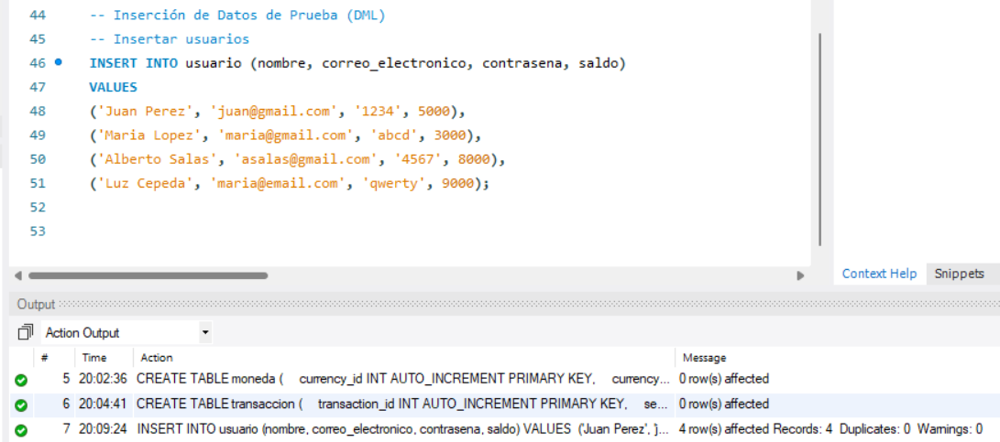 44 -- Inserción de Datos de Prueba (DML)
45 -- Insertar usuarios
46 INSERT INTO usuario (nombre, correo_electronico, contrasena, saldo)
47 VALUES
48 ('Juan Perez', 'juan@gmail.com', '1234', 5000),
49 ('Maria Lopez', 'maria@gmail.com', 'abcd', 3000),
50 ('Alberto Salas', 'asalas@gmail.com', '4567', 8000),
51 ('Luz Cepeda', 'maria@email.com', 'qwerty', 9000);
52
53
Context Help Snippets
Output
Action Output
# Time Action Message
5 20:02:36 CREATE TABLE moneda ( currency_id INT AUTO_INCREMENT PRIMARY KEY, currency... 0 row(s) affected
6 20:04:41 CREATE TABLE transaccion ( transaction_id INT AUTO_INCREMENT PRIMARY KEY, se... 0 row(s) affected
7 20:09:24 INSERT INTO usuario (nombre, correo_electronico, contrasena, saldo) VALUES ('Juan Perez', 'j... 4 row(s) affected Records: 4 Duplicates: 0 Warnings: 0